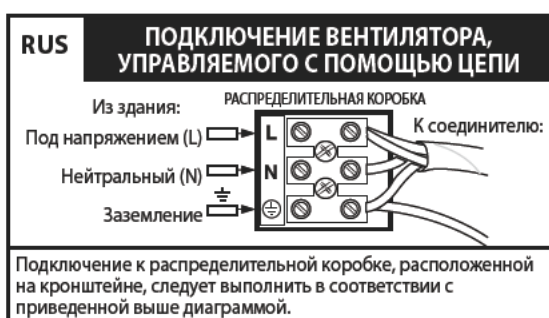 RUS
ПОДКЛЮЧЕНИЕ ВЕНТИЛЯТОРА,
УПРАВЛЯЕМОГО С ПОМОЩЬЮ ЦЕПИ
Из здания:
РАСПРЕДЕЛИТЕЛЬНАЯ КОРОБКА
К соединителю:
Под напряжением (L)
L
Нейтральный (N)
N
Заземление
Подключение к распределительной коробке, расположенной
на кронштейне, следует выполнить в соответствии с
приведенной выше диаграммой.